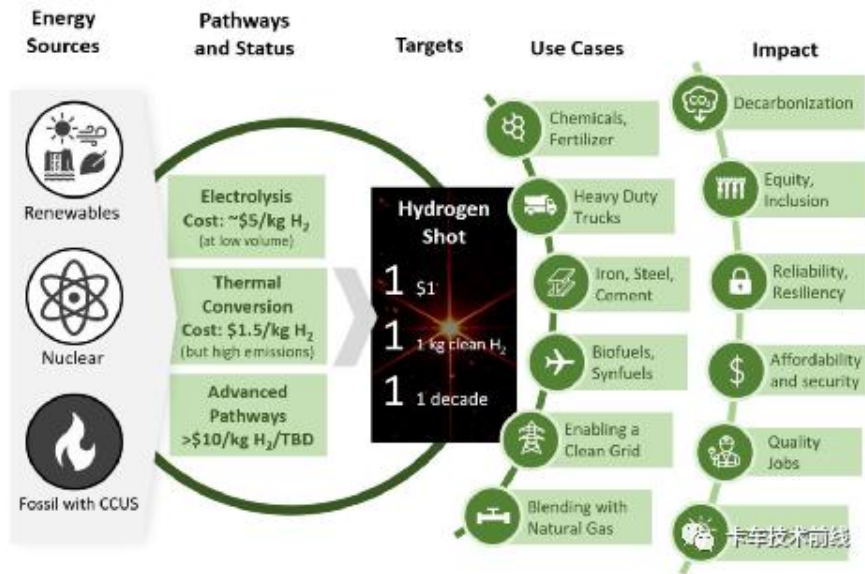 Energy
Sources
Pathways
and Status
Targets
Use Cases
Impact
Renewables
Nuclear
Fossil with CCUS
Electrolysis
Cost: ~$5/kg H₂
(at low volume)
Thermal
Conversion
Cost: $1.5/kg H₂
(but high emissions)
Advanced
Pathways
>$10/kg H₂/TBD
Hydrogen
Shot
1 $1
1 1 kg clean H₂
1 1 decade
Chemicals,
Fertilizer
Heavy Duty
Trucks
Iron, Steel,
Cement
Biofuels,
Synfuels
Enabling a
Clean Grid
Blending with
Natural Gas
CO₂
Decarbonization
Equity,
Inclusion
Reliability,
Resiliency
$
Affordability
and security
Quality
Jobs
卡车技术前线